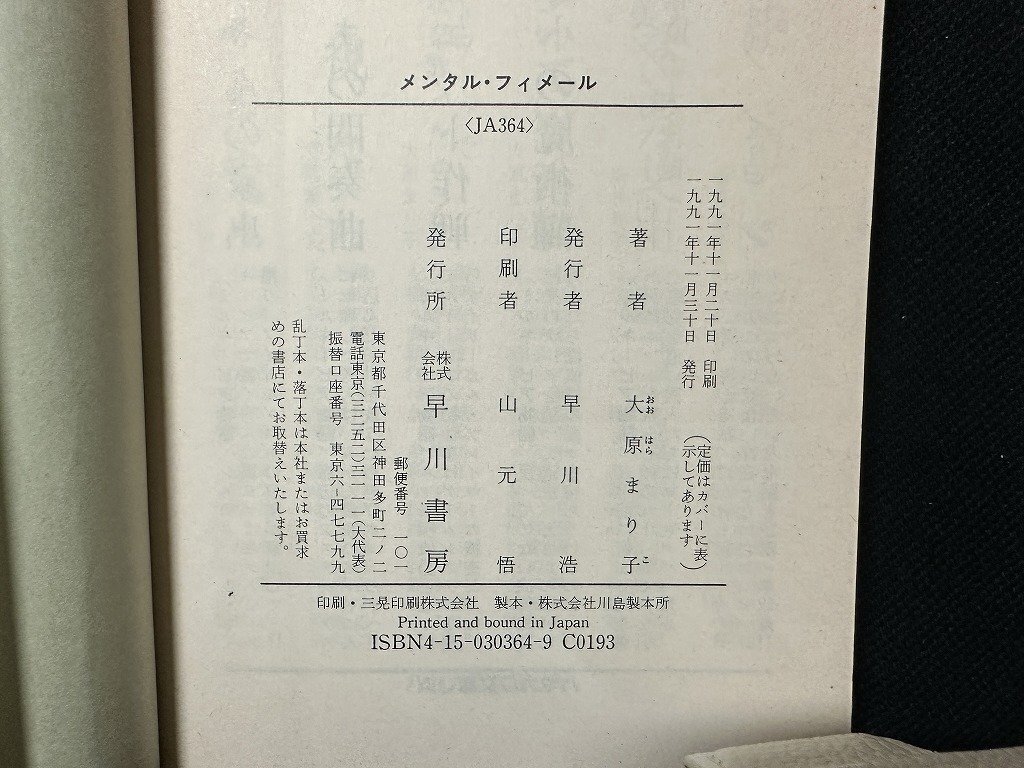 メンタル・フィメール
〈JA364〉
一九九一年十一月二十日 印刷
一九九一年十一月三十日 発行
(定価はカバーに表
示してあります)
著者 大原まり子
おお はら こ
発行者 早川 浩
印刷者 山元 悟
発行所 株式会社 早川書房
郵便番号 一〇一
東京都千代田区神田多町二ノ二
電話東京(三二五二)三一一一(大代表)
振替口座番号 東京六-四七七九九
乱丁本・落丁本は本社またはお買求
めの書店にてお取替えいたします。
印刷・三晃印刷株式会社 製本・株式会社川島製本所
Printed and bound in Japan
ISBN4-15-030364-9 C0193